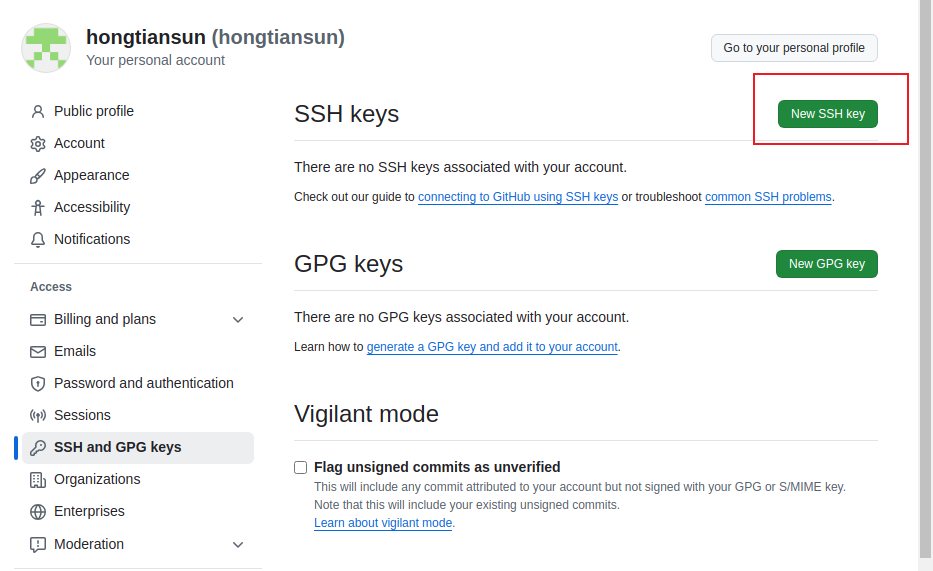 hongtiansun (hongtiansun)
Your personal account
Go to your personal profile
Public profile
Account
Appearance
Accessibility
Notifications
Access
Billing and plans
Emails
Password and authentication
Sessions
SSH and GPG keys
Organizations
Enterprises
Moderation
SSH keys
New SSH key
There are no SSH keys associated with your account.
Check out our guide to connecting to GitHub using SSH keys or troubleshoot common SSH problems.
GPG keys
New GPG key
There are no GPG keys associated with your account.
Learn how to generate a GPG key and add it to your account.
Vigilant mode
Flag unsigned commits as unverified
This will include any commit attributed to your account but not signed with your GPG or S/MIME key.
Note that this will include your existing unsigned commits.
Learn about vigilant mode.